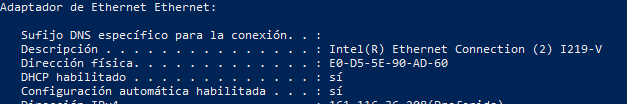 Adaptador de Ethernet Ethernet:
Sufijo DNS específico para la conexión. . :
Descripción . . . . . . . . . . . . . . . : Intel(R) Ethernet Connection (2) I219-V
Dirección física. . . . . . . . . . . . . : E0-D5-5E-90-AD-60
DHCP habilitado . . . . . . . . . . . . . : sí
Configuración automática habilitada . . . : sí